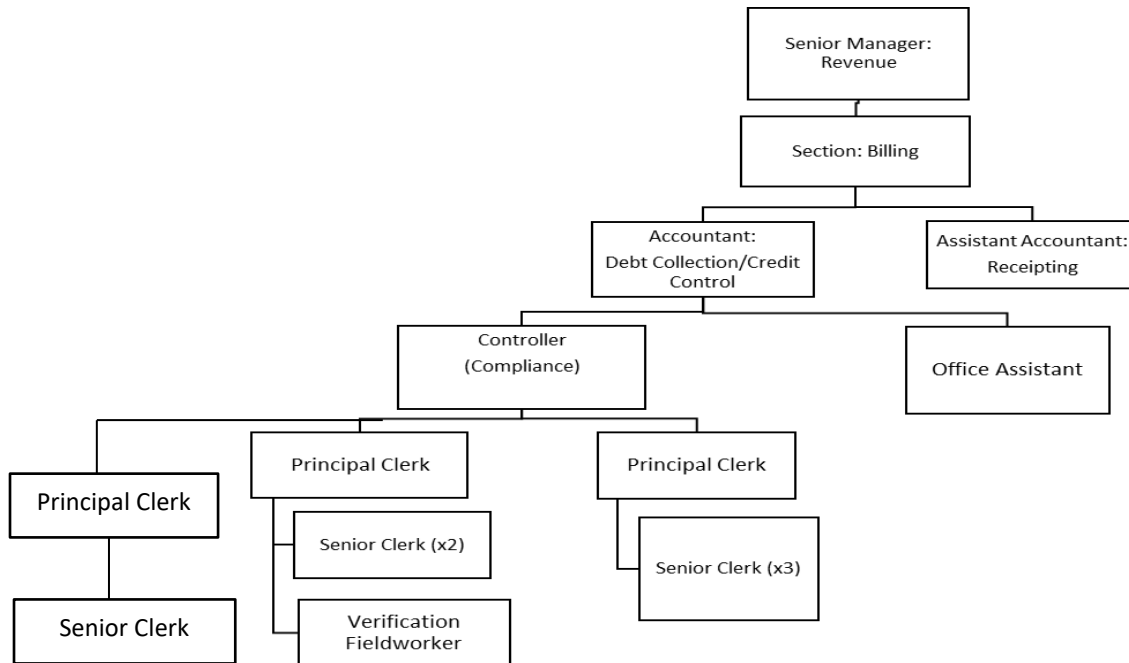 Senior Manager:
Revenue
Section: Billing
Accountant:
Debt Collection/Credit
Control
Assistant Accountant:
Receipting
Controller
(Compliance)
Office Assistant
Principal Clerk
Principal Clerk
Principal Clerk
Senior Clerk (x2)
Senior Clerk (x3)
Senior Clerk
Verification
Fieldworker